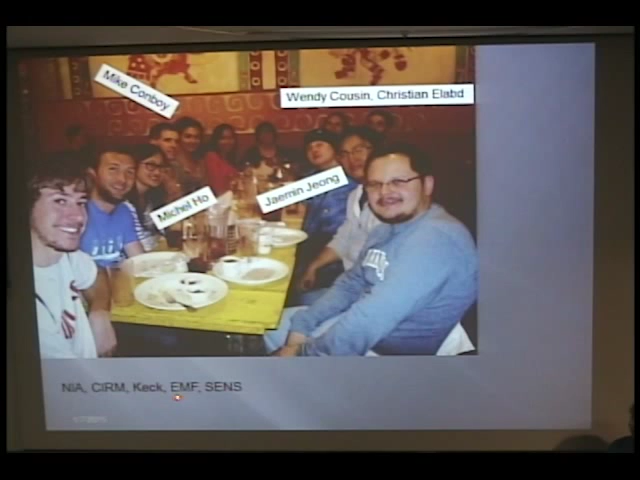 Mike Conboy
Wendy Cousin, Christian Elabd
Michel Ho
Jaemin Jeong
NIA, CIRM, Keck, EMF, SENS